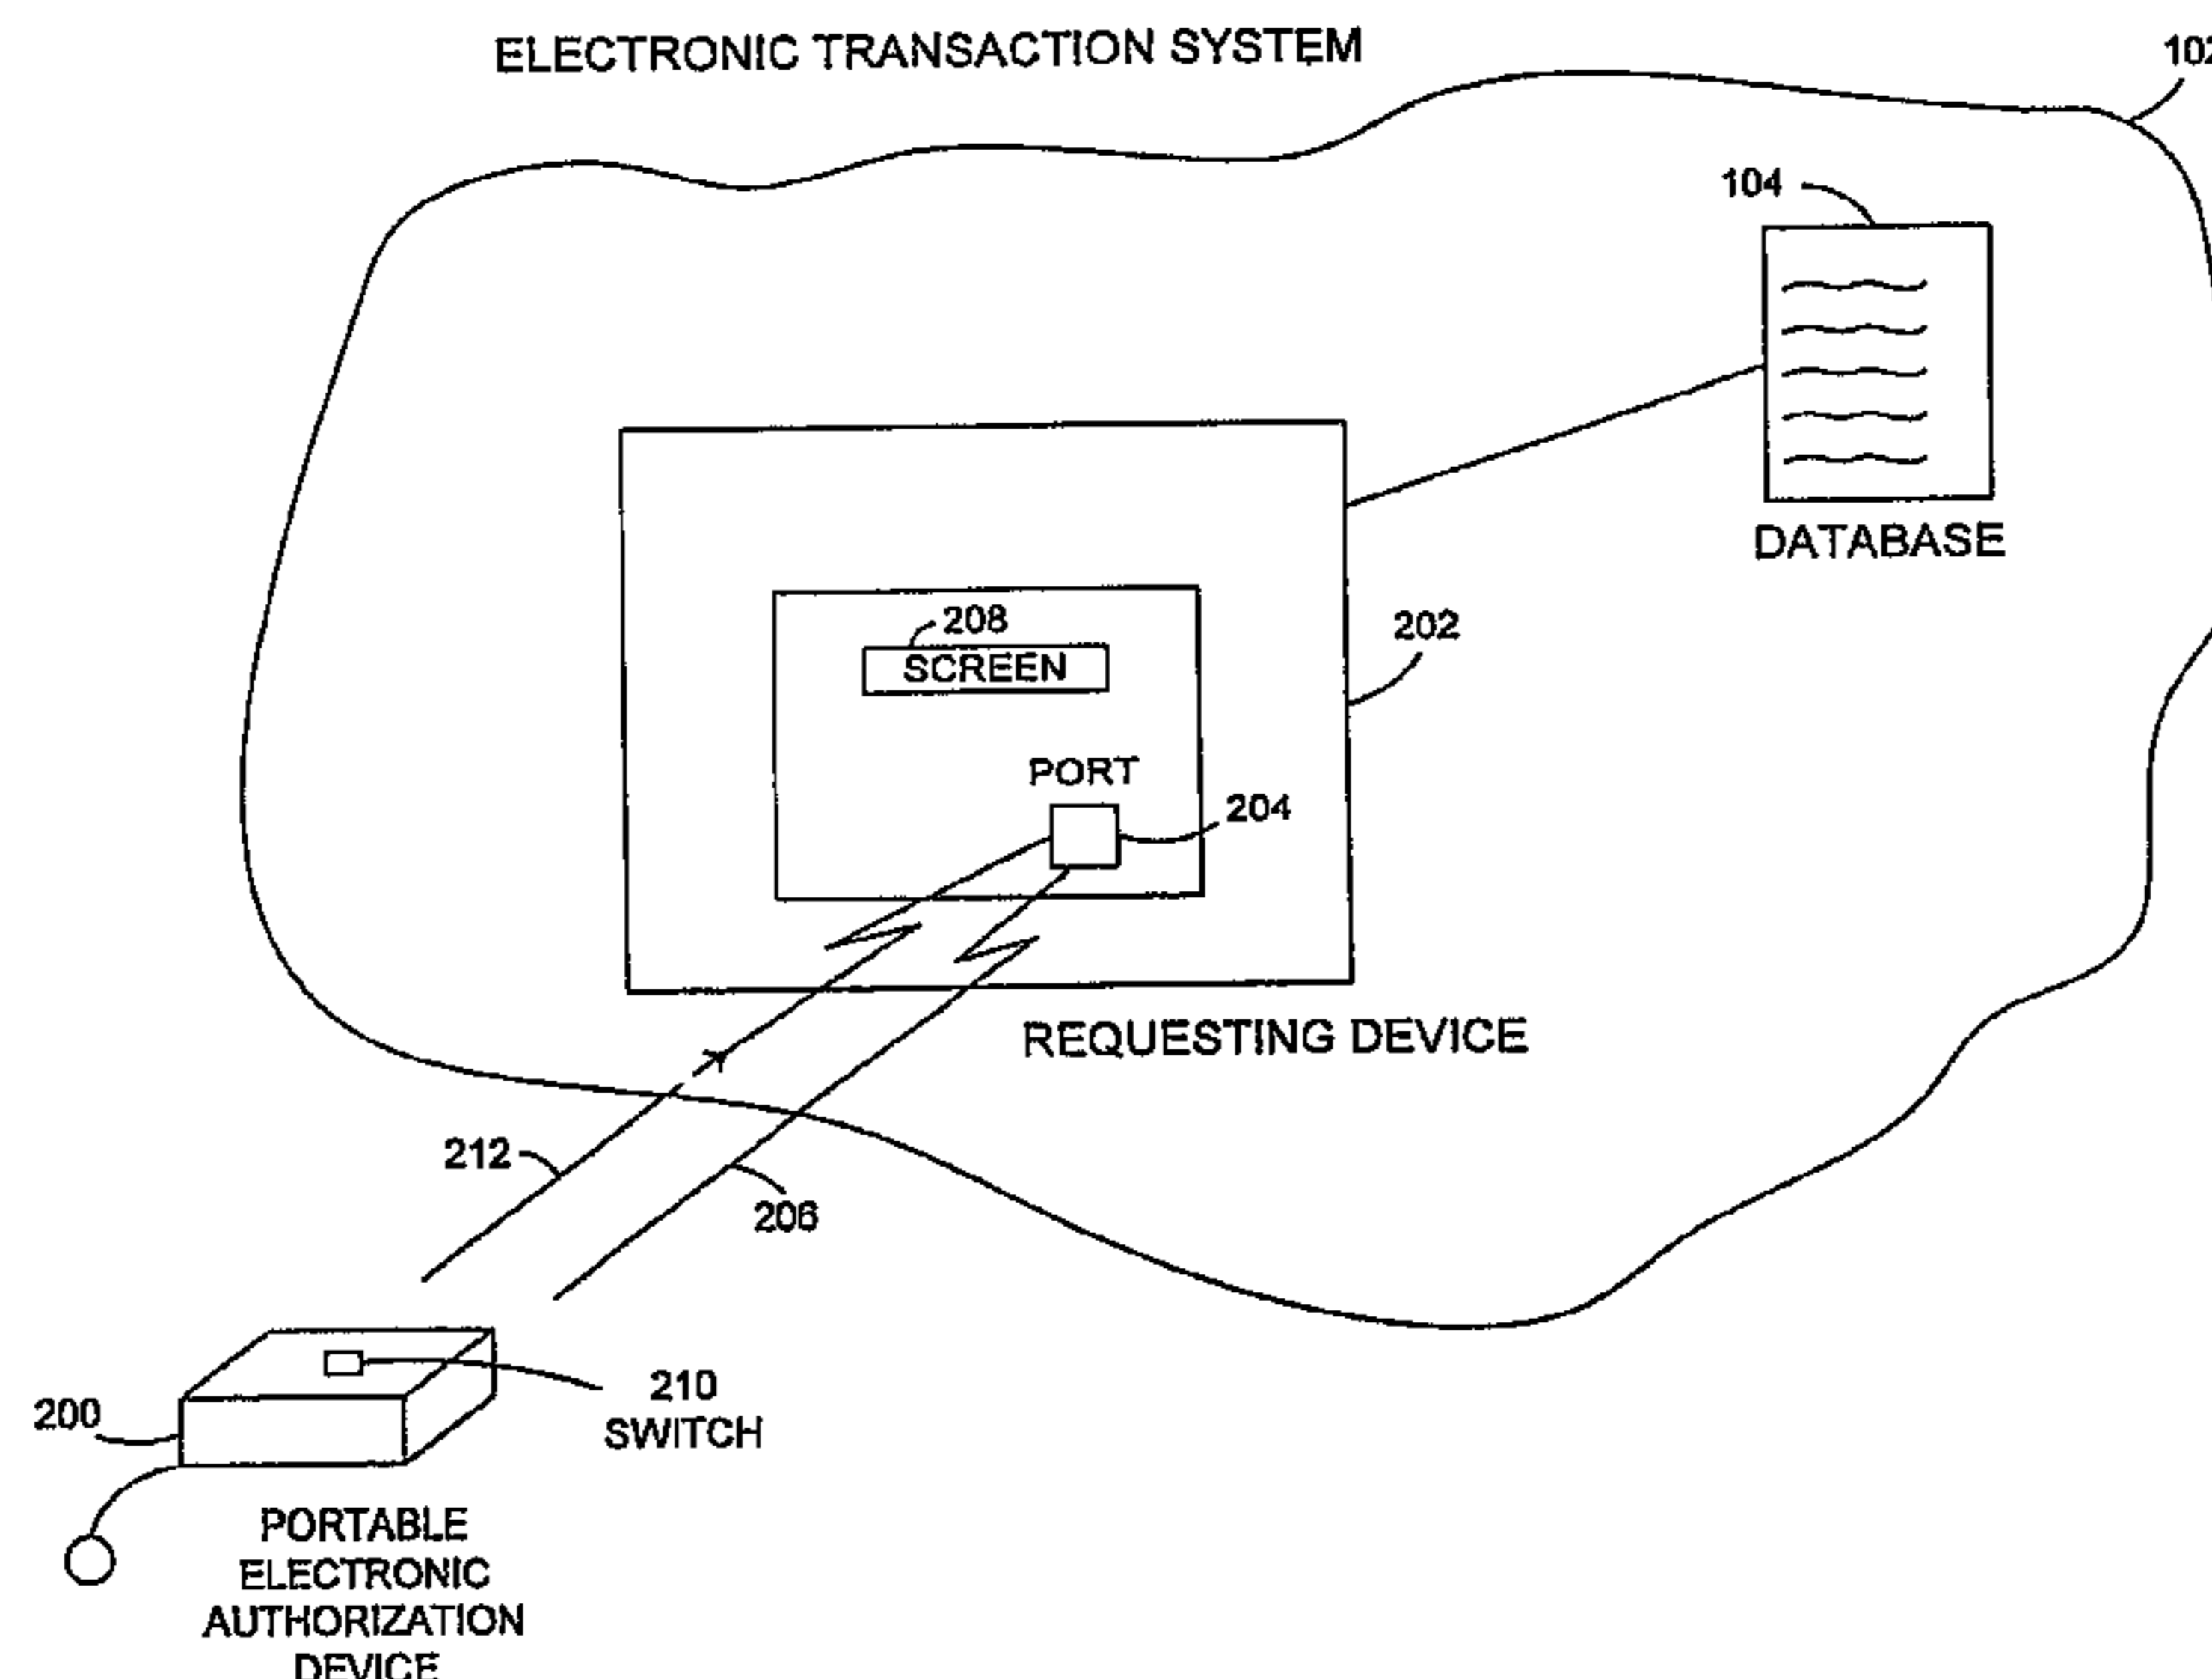 ELECTRONIC TRANSACTION SYSTEM
102
104
DATABASE
208
SCREEN
202
PORT
204
REQUESTING DEVICE
212
206
210
SWITCH
200
PORTABLE
ELECTRONIC
AUTHORIZATION
DEVICE